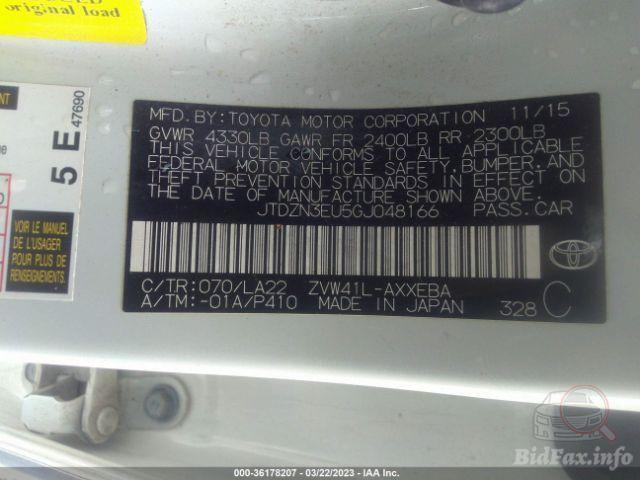 original load
47690
5 E
MFD. BY: TOYOTA MOTOR CORPORATION 11/15
GVWR 4330LB GAWR FR 2400LB RR 2300LB
THIS VEHICLE CONFORMS TO ALL APPLICABLE
FEDERAL MOTOR VEHICLE SAFETY, BUMPER, AND
THEFT PREVENTION STANDARDS IN EFFECT ON
THE DATE OF MANUFACTURE SHOWN ABOVE.
JTDZN3EU5GJ048166 PASS.CAR
C/TR:070/LA22 ZVW41L-AXXEBA
A/TM:-01A/P410 MADE IN JAPAN 328 C
VOIR LE MANUEL
DE L'USAGER
POUR PLUS DE
RENSEIGNEMENTS
BidFax.info
000-36178207 - 03/22/2023 - IAA Inc.